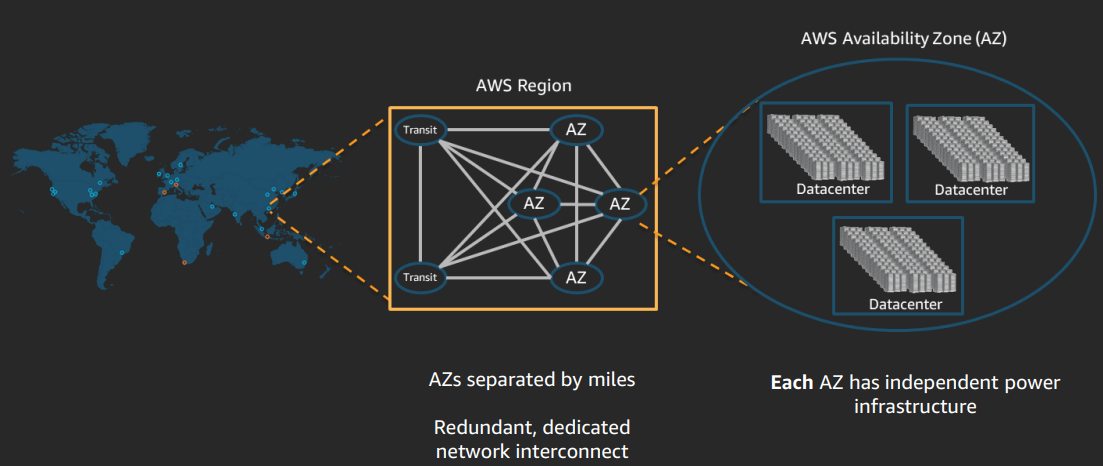 AWS Availability Zone (AZ)
AWS Region
Transit
AZ
AZ
AZ
Transit
AZ
Datacenter
Datacenter
Datacenter
AZs separated by miles
Redundant, dedicated
network interconnect
Each AZ has independent power
infrastructure